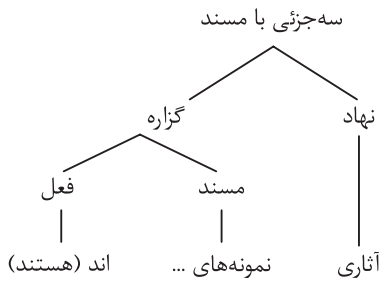 سه‌جزئی با مسند
نهاد گزاره
مسند فعل
آثاری نمونه‌های ... اند (هستند)